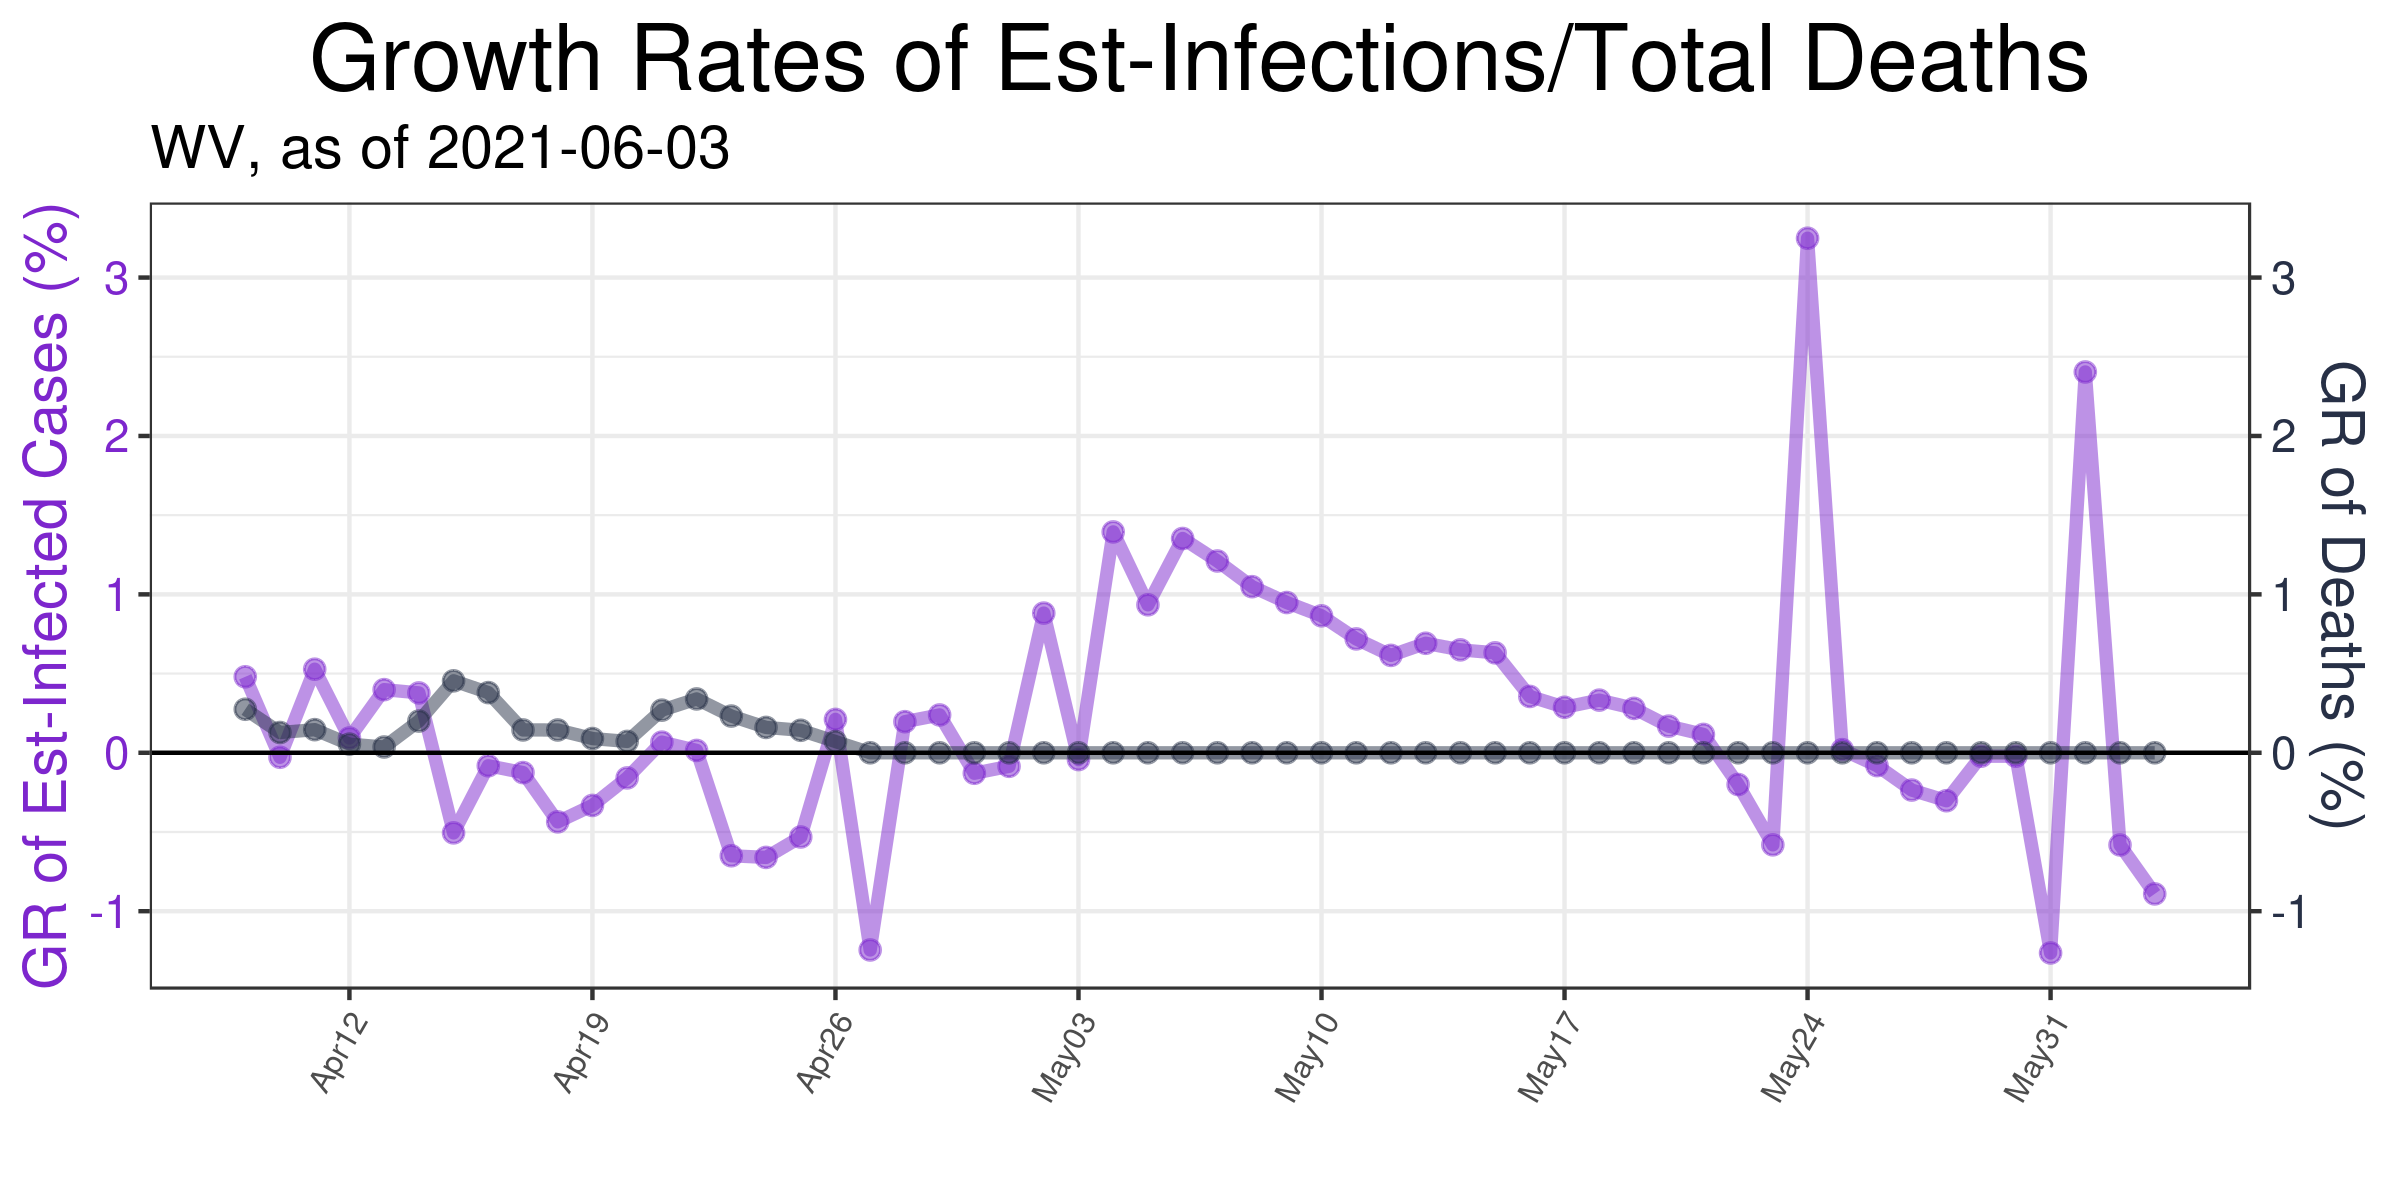 Growth Rates of Est-Infections/Total Deaths
WV, as of 2021-06-03
GR of Est-Infected Cases (%)
3
2
1
0
-1
3
2
1
0
-1
GR of Deaths (%)
Apr12
Apr19
Apr26
May03
May10
May17
May24
May31